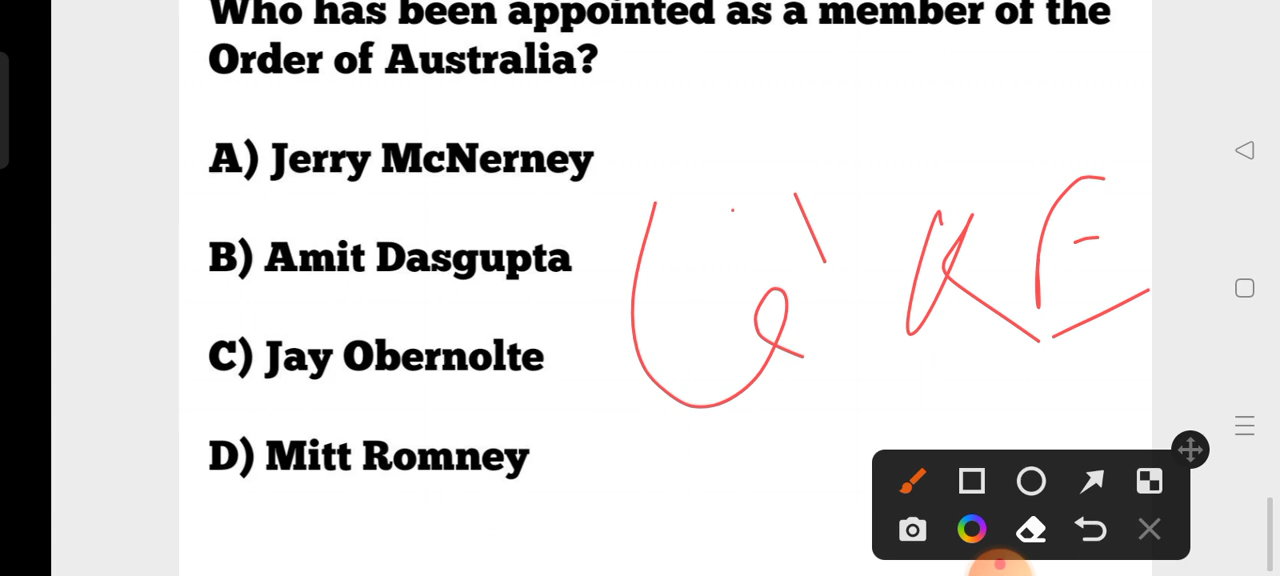 Who has been appointed as a member of the
Order of Australia?
A) Jerry McNerney
B) Amit Dasgupta
C) Jay Obernolte
D) Mitt Romney